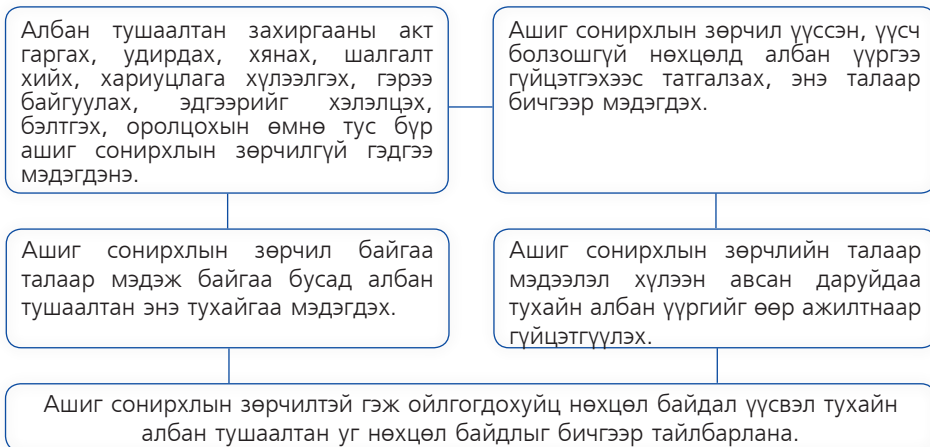 Албан тушаалтан захиргааны акт
гаргах, удирдах, хянах, шалгалт
хийх, хариуцлага хүлээлгэх, гэрээ
байгуулах, эдгээрийг хэлэлцэх,
бэлтгэх, оролцохын өмнө тус бүр
ашиг сонирхлын зөрчилгүй гэдгээ
мэдэгдэнэ.
Ашиг сонирхлын зөрчил үүссэн, үүсч
болзошгүй нөхцөлд албан үүргээ
гүйцэтгэхээс татгалзах, энэ талаар
бичгээр мэдэгдэх.
Ашиг сонирхлын зөрчил байгаа
талаар мэдэж байгаа бусад албан
тушаалтан энэ тухайгаа мэдэгдэх.
Ашиг сонирхлын зөрчлийн талаар
мэдээлэл хүлээн авсан даруйдаа
тухайн албан үүргийг өөр ажилтнаар
гүйцэтгүүлэх.
Ашиг сонирхлын зөрчилтэй гэж ойлгогдохуйц нөхцөл байдал үүсвэл тухайн
албан тушаалтан уг нөхцөл байдлыг бичгээр тайлбарлана.